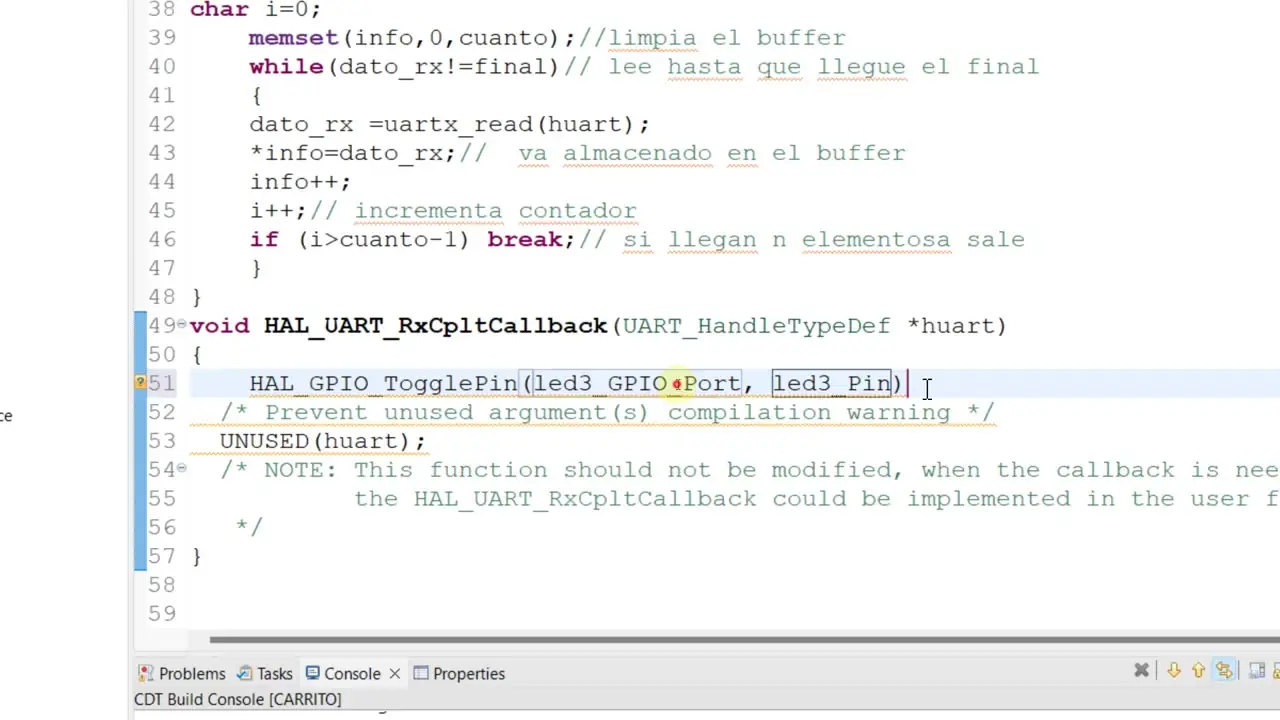 38 char i=0;
39 memset(info,0,cuanto);//limpia el buffer
40 while(dato_rx!=final)// lee hasta que llegue el final
41 {
42 dato_rx =uartx_read(huart);
43 *info=dato_rx;// va almacenado en el buffer
44 info++;
45 i++;// incrementa contador
46 if (i>cuanto-1) break;// si llegan n elementosa sale
47 }
48 }
49 void HAL_UART_RxCpltCallback(UART_HandleTypeDef *huart)
50 {
51 HAL_GPIO_TogglePin(led3_GPIO_Port, led3_Pin)
52 /* Prevent unused argument(s) compilation warning */
53 UNUSED(huart);
54 /* NOTE: This function should not be modified, when the callback is nee
ce
55 the HAL_UART_RxCpltCallback could be implemented in the user f
56 */
57 }
58
59
Problems Tasks Console Properties
CDT Build Console [CARRITO]